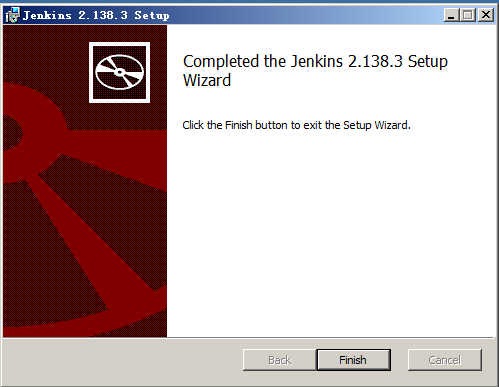 Jenkins 2.138.3 Setup
Completed the Jenkins 2.138.3 Setup
Wizard
Click the Finish button to exit the Setup Wizard.
Back
Finish
Cancel